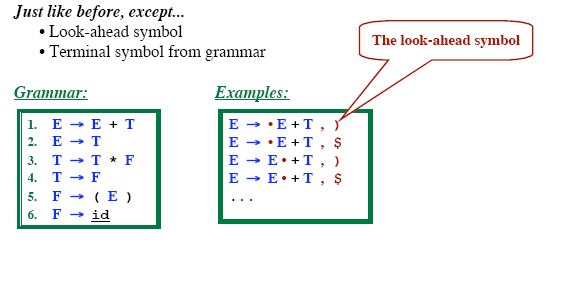 Just like before, except...
• Look-ahead symbol
• Terminal symbol from grammar
The look-ahead symbol
Grammar:
1. E → E + T
2. E → T
3. T → T * F
4. T → F
5. F → ( E )
6. F → id
Examples:
E → •E + T , )
E → •E + T , $
E → E• + T , )
E → E• + T , $
...